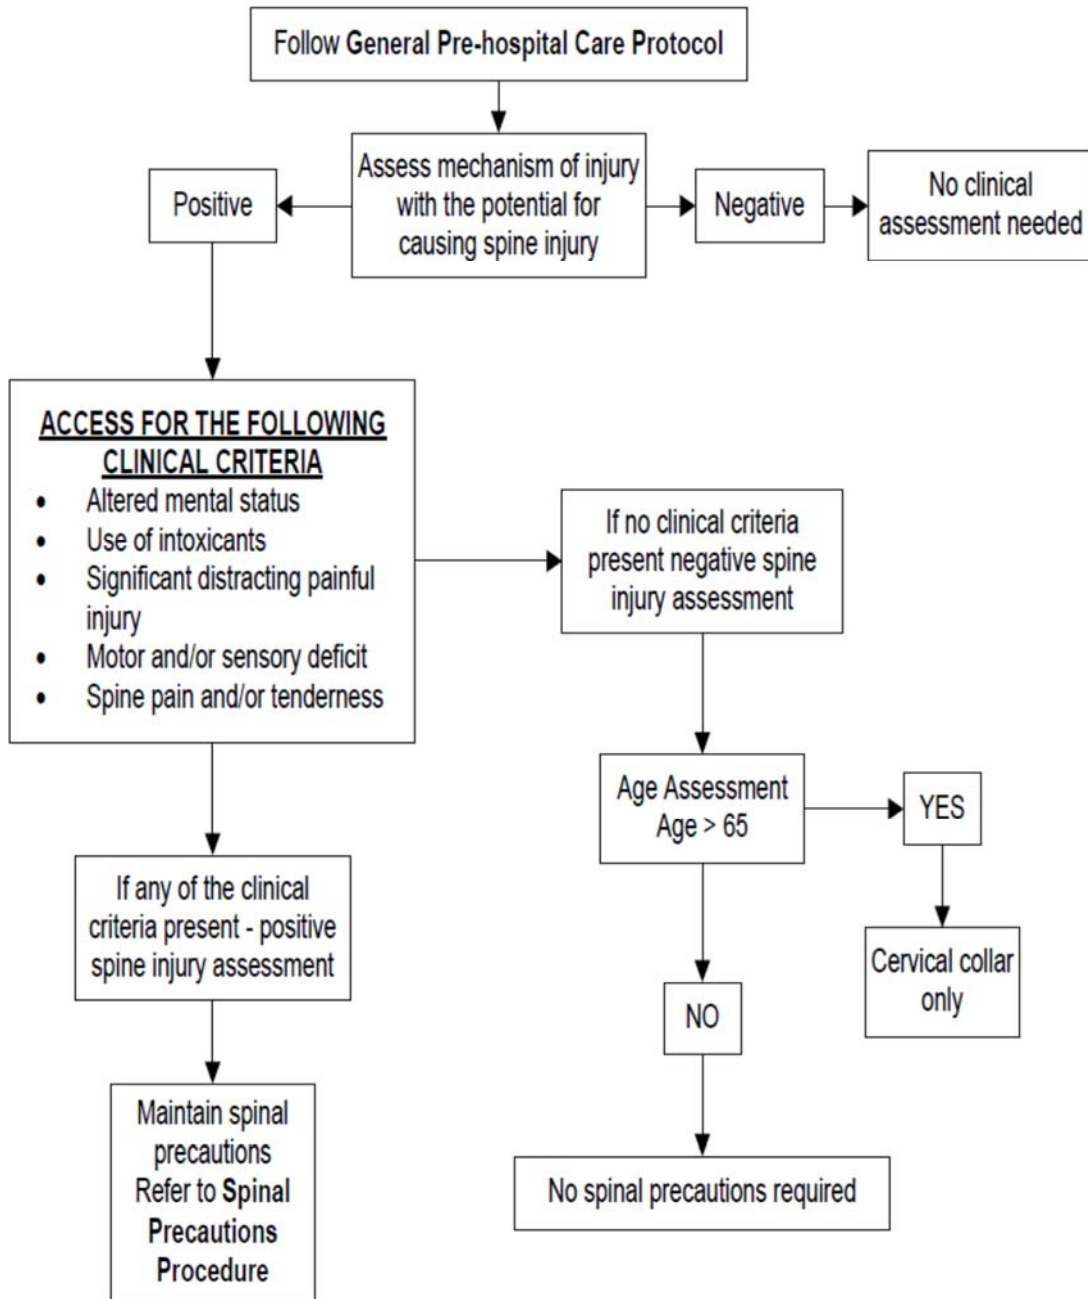 Follow General Pre-hospital Care Protocol
Assess mechanism of injury
with the potential for
causing spine injury
Positive
Negative
No clinical
assessment needed
ACCESS FOR THE FOLLOWING
CLINICAL CRITERIA
• Altered mental status
• Use of intoxicants
• Significant distracting painful
injury
• Motor and/or sensory deficit
• Spine pain and/or tenderness
If no clinical criteria
present negative spine
injury assessment
Age Assessment
Age > 65
YES
Cervical collar
only
NO
No spinal precautions required
If any of the clinical
criteria present - positive
spine injury assessment
Maintain spinal
precautions
Refer to Spinal
Precautions
Procedure